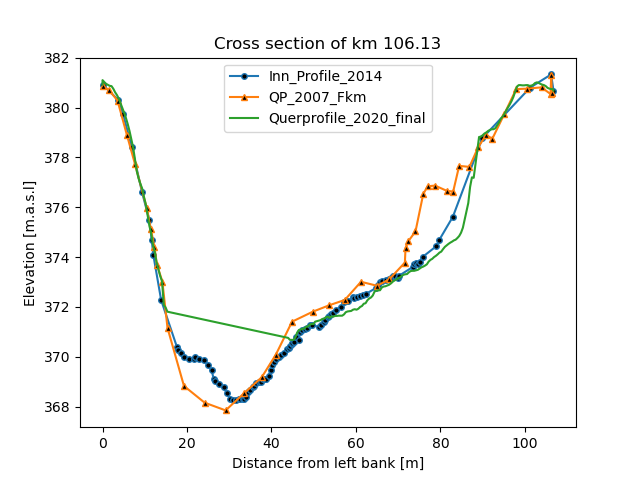 Cross section of km 106.13
Inn_Profile_2014
QP_2007_Fkm
Querprofile_2020_final
Elevation [m.a.s.l]
382
380
378
376
374
372
370
368
0 20 40 60 80 100
Distance from left bank [m]